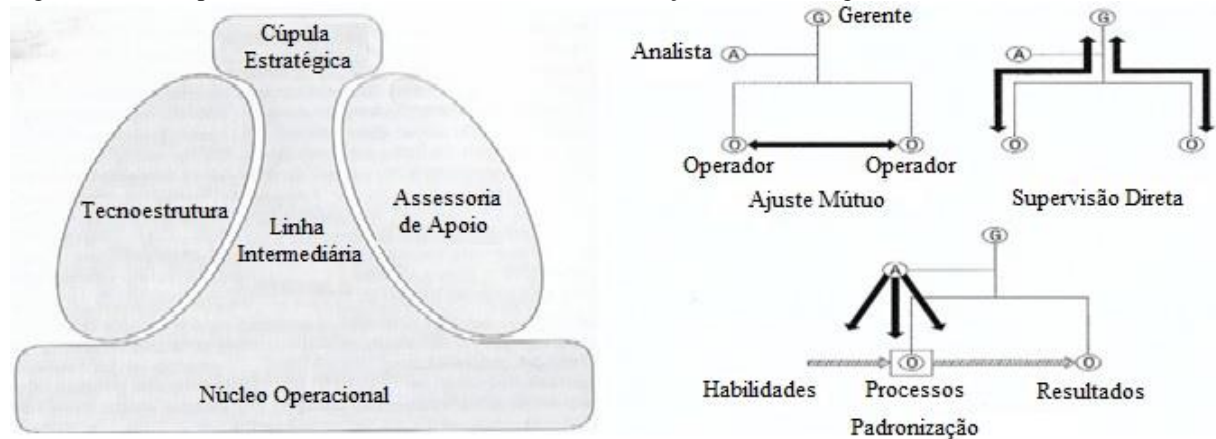 Cúpula
Estratégica
Tecnoestrutura
Linha
Intermediária
Assessoria
de Apoio
Núcleo Operacional
G Gerente
Analista A
O O
Operador Operador
Ajuste Mútuo
G
A
O O
Supervisão Direta
G
A
O O
Habilidades Processos Resultados
Padronização